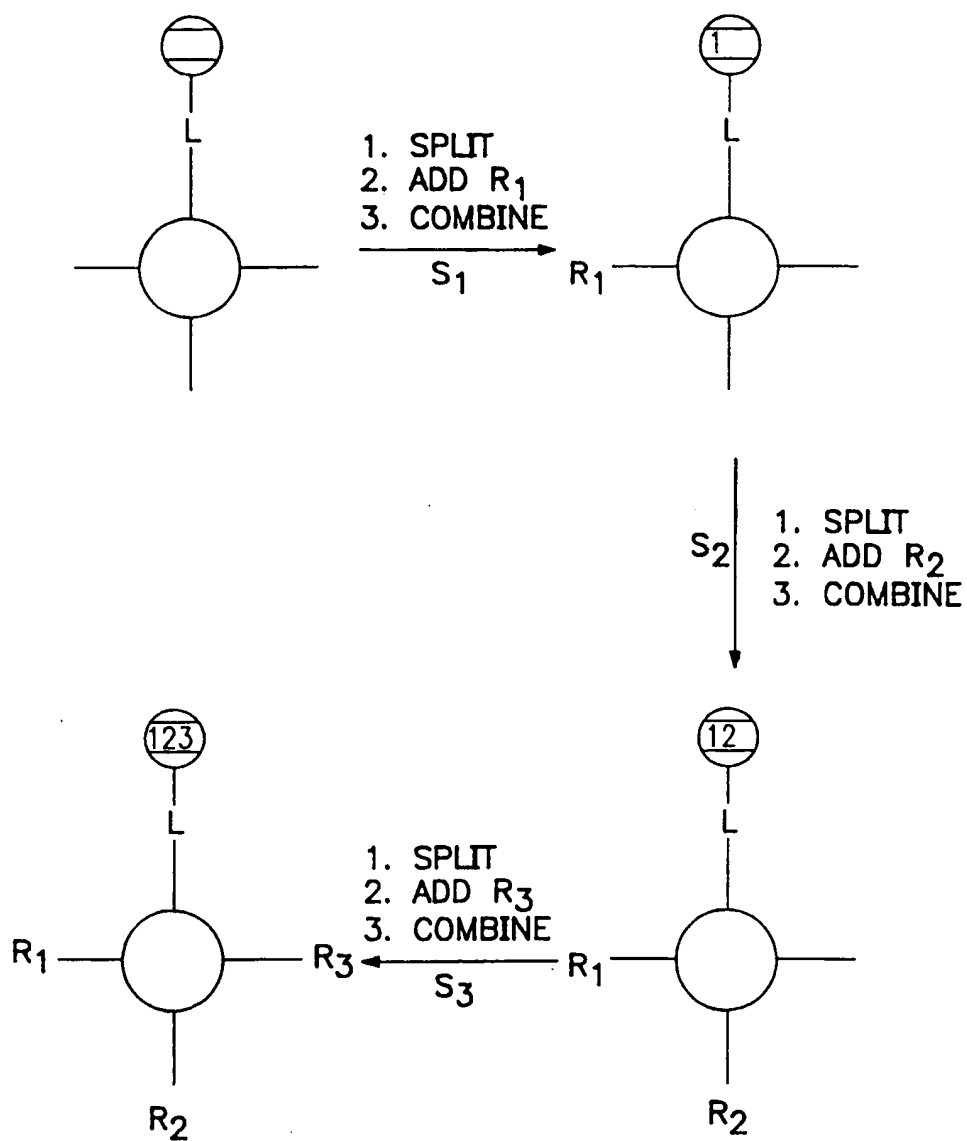 1
L
L
1. SPLIT
2. ADD R1
3. COMBINE
S1
R1
S2
1. SPLIT
2. ADD R2
3. COMBINE
123
12
L
L
1. SPLIT
2. ADD R3
3. COMBINE
R1
R3
S3
R1
R2
R2